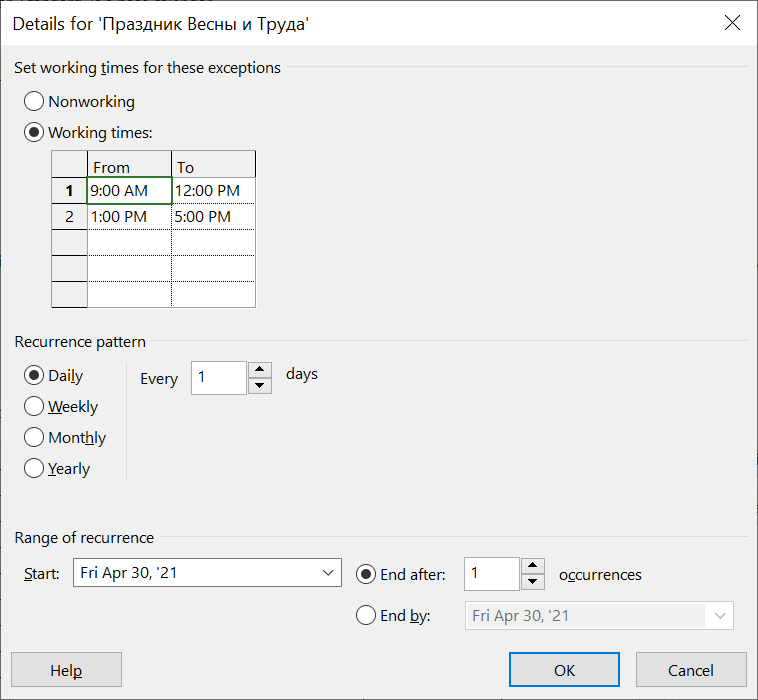 Details for 'Праздник Весны и Труда'
Set working times for these exceptions
Nonworking
Working times:
From To
1 9:00 AM 12:00 PM
2 1:00 PM 5:00 PM
Recurrence pattern
Daily
Every 1 days
Weekly
Monthly
Yearly
Range of recurrence
Start: Fri Apr 30, '21 End after: 1 occurrences
End by: Fri Apr 30, '21
Help OK Cancel